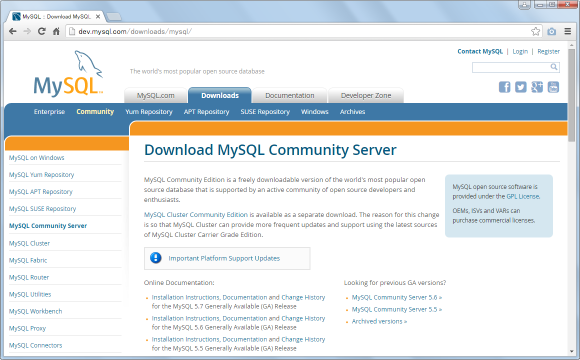 MySQL :: Download MySQL
dev.mysql.com/downloads/mysql/
Contact MySQL | Login | Register
MySQL
The world's most popular open source database
MySQL.com Downloads Documentation Developer Zone
Enterprise Community Yum Repository APT Repository SUSE Repository Windows Archives
MySQL on Windows
MySQL Yum Repository
MySQL APT Repository
MySQL SUSE Repository
MySQL Community Server
MySQL Cluster
MySQL Fabric
MySQL Router
MySQL Utilities
MySQL Workbench
MySQL Proxy
MySQL Connectors
Download MySQL Community Server
MySQL Community Edition is a freely downloadable version of the world's most popular open
source database that is supported by an active community of open source developers and
enthusiasts.
MySQL Cluster Community Edition is available as a separate download. The reason for this change
is so that MySQL Cluster can provide more frequent updates and support using the latest sources
of MySQL Cluster Carrier Grade Edition.
Important Platform Support Updates
Online Documentation:
Installation Instructions, Documentation and Change History
for the MySQL 5.7 Generally Available (GA) Release
Installation Instructions, Documentation and Change History
for the MySQL 5.6 Generally Available (GA) Release
Installation Instructions, Documentation and Change History
for the MySQL 5.5 Generally Available (GA) Release
Looking for previous GA versions?
MySQL Community Server 5.6 »
MySQL Community Server 5.5 »
Archived versions »
MySQL open source software is
provided under the GPL License.
OEMs, ISVs and VARs can
purchase commercial licenses.